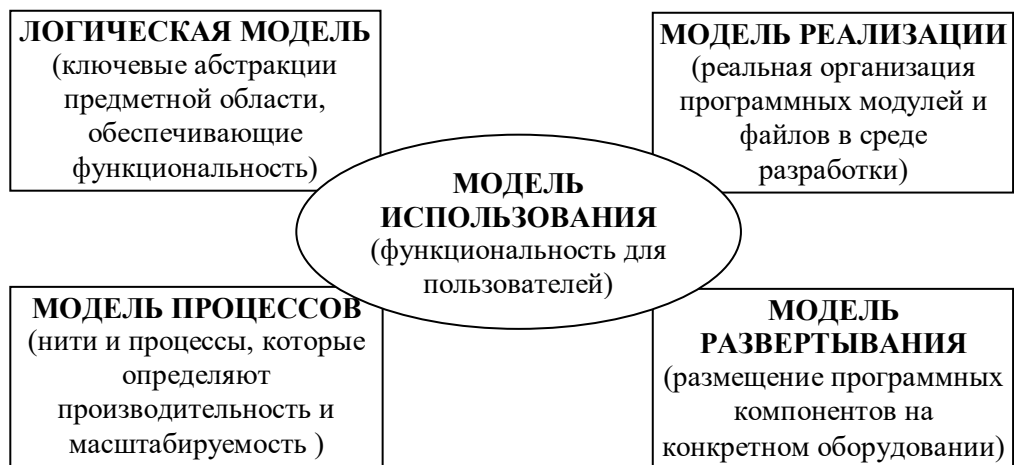 ЛОГИЧЕСКАЯ МОДЕЛЬ
(ключевые абстракции
предметной области,
обеспечивающие
функциональность)
МОДЕЛЬ РЕАЛИЗАЦИИ
(реальная организация
программных модулей и
файлов в среде
разработки)
МОДЕЛЬ
ИСПОЛЬЗОВАНИЯ
(функциональность для
пользователей)
МОДЕЛЬ ПРОЦЕССОВ
(нити и процессы, которые
определяют
производительность и
масштабируемость )
МОДЕЛЬ
РАЗВЕРТЫВАНИЯ
(размещение программных
компонентов на
конкретном оборудовании)